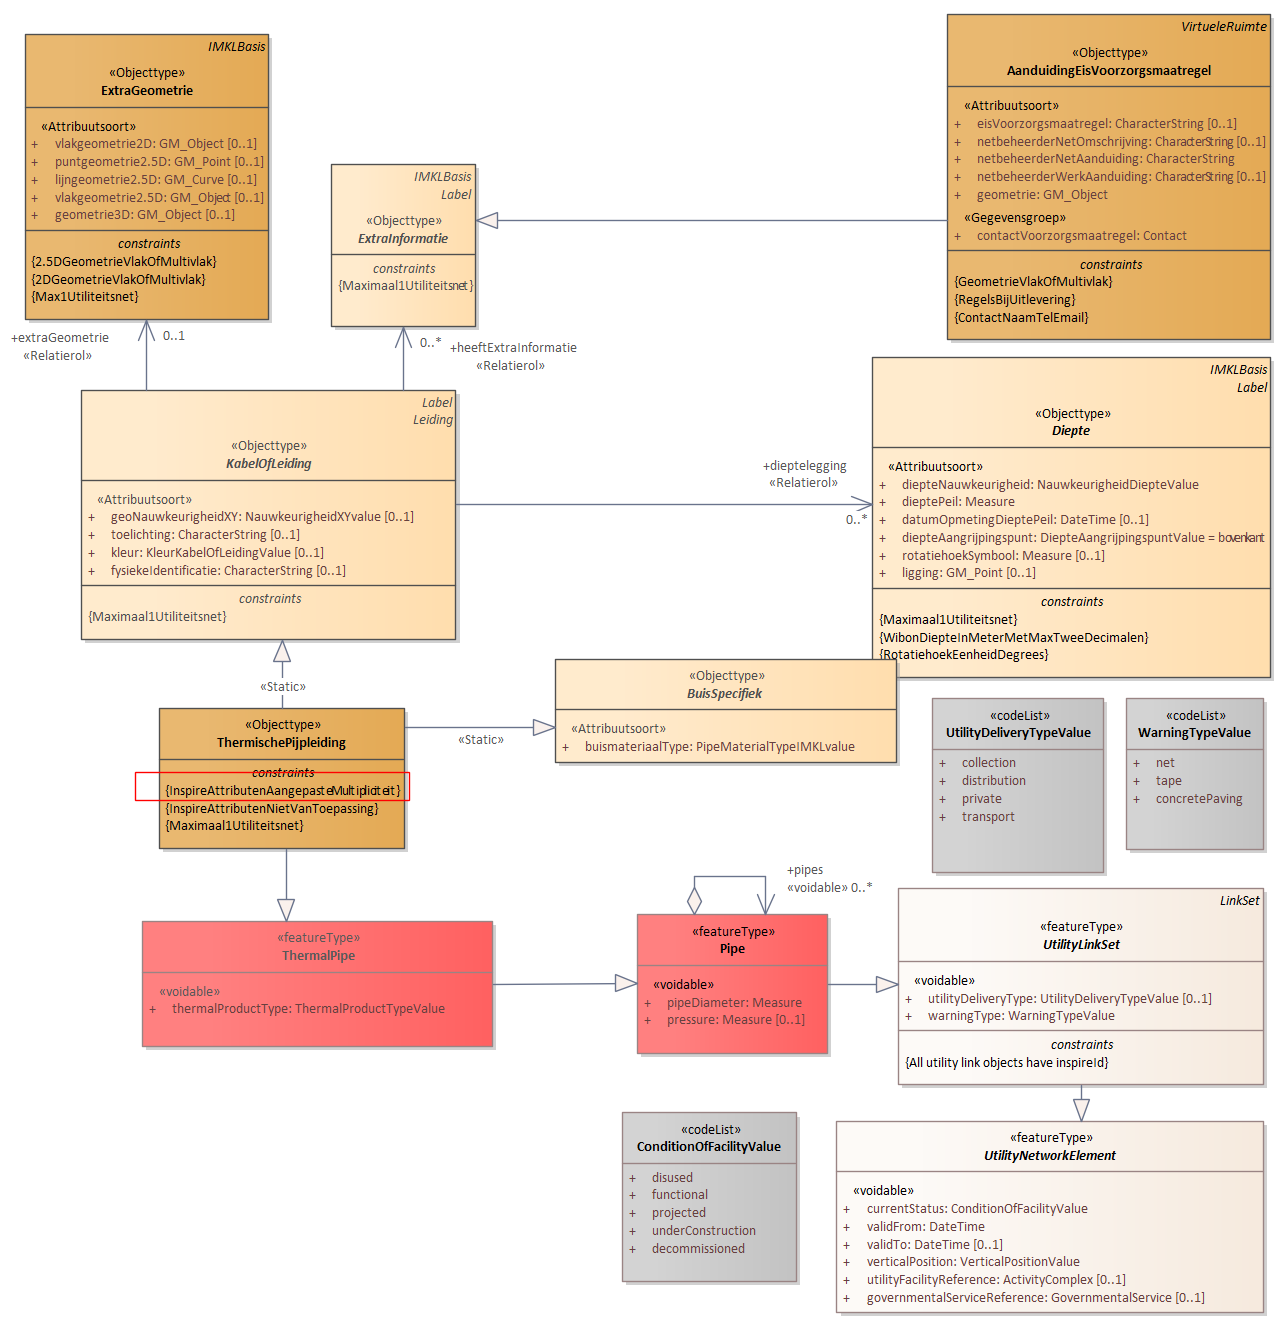 IMKLBasis
«Objecttype»
ExtraGeometrie
«Attribuutsoort»
+ vlakgeometrie2D: GM_Object [0..1]
+ puntgeometrie2.5D: GM_Point [0..1]
+ lijngeometrie2.5D: GM_Curve [0..1]
+ vlakgeometrie2.5D: GM_Object [0..1]
+ geometrie3D: GM_Object [0..1]
constraints
{2.5DGeometrieVlakOfMultivlak}
{2DGeometrieVlakOfMultivlak}
{Max1Utiliteitsnet}
VirtueleRuimte
«Objecttype»
AanduidingEisVoorzorgsmaatregel
«Attribuutsoort»
+ eisVoorzorgsmaatregel: CharacterString [0..1]
+ netbeheerderNetOmschrijving: CharacterString [0..1]
+ netbeheerderNetAanduiding: CharacterString
+ netbeheerderWerkAanduiding: CharacterString [0..1]
+ geometrie: GM_Object
«Gegevensgroep»
+ contactVoorzorgsmaatregel: Contact
constraints
{GeometrieVlakOfMultivlak}
{RegelsBijUitlevering}
{ContactNaamTelEmail}
IMKLBasis
Label
«Objecttype»
ExtraInformatie
constraints
{Maximaal1Utiliteitsnet}
+extraGeometrie
«Relatierol»
0..1
0..*
+heeftExtraInformatie
«Relatierol»
Label
Leiding
«Objecttype»
KabelOfLeiding
«Attribuutsoort»
+ geoNauwkeurigheidXY: NauwkeurigheidXYvalue [0..1]
+ toelichting: CharacterString [0..1]
+ kleur: KleurKabelOfLeidingValue [0..1]
+ fysiekeIdentificatie: CharacterString [0..1]
constraints
{Maximaal1Utiliteitsnet}
+dieptelegging
«Relatierol»
0..*
IMKLBasis
Label
«Objecttype»
Diepte
«Attribuutsoort»
+ diepteNauwkeurigheid: NauwkeurigheidDiepteValue
+ dieptePeil: Measure
+ datumOpmetingDieptePeil: DateTime [0..1]
+ diepteAangrijpingspunt: DiepteAangrijpingspuntValue = bovenkant
+ rotatiehoekSymbool: Measure [0..1]
+ ligging: GM_Point [0..1]
constraints
{Maximaal1Utiliteitsnet}
{WibonDiepteInMeterMetMaxTweeDecimalen}
{RotatiehoekEenheidDegrees}
«Static»
«Objecttype»
BuisSpecifiek
«Attribuutsoort»
+ buismateriaalType: PipeMaterialTypeIMKLvalue
«Static»
«Objecttype»
ThermischePijpleiding
constraints
{InspireAttributenAangepasteMultipliciteit}
{InspireAttributenNietVanToepassing}
{Maximaal1Utiliteitsnet}
«codeList»
UtilityDeliveryTypeValue
+ collection
+ distribution
+ private
+ transport
«codeList»
WarningTypeValue
+ net
+ tape
+ concretePaving
+pipes
«voidable» 0..*
«featureType»
ThermalPipe
«voidable»
+ thermalProductType: ThermalProductTypeValue
«featureType»
Pipe
«voidable»
+ pipeDiameter: Measure
+ pressure: Measure [0..1]
LinkSet
«featureType»
UtilityLinkSet
«voidable»
+ utilityDeliveryType: UtilityDeliveryTypeValue [0..1]
+ warningType: WarningTypeValue
constraints
{All utility link objects have inspireId}
«codeList»
ConditionOfFacilityValue
+ disused
+ functional
+ projected
+ underConstruction
+ decommissioned
«featureType»
UtilityNetworkElement
«voidable»
+ currentStatus: ConditionOfFacilityValue
+ validFrom: DateTime
+ validTo: DateTime [0..1]
+ verticalPosition: VerticalPositionValue
+ utilityFacilityReference: ActivityComplex [0..1]
+ governmentalServiceReference: GovernmentalService [0..1]